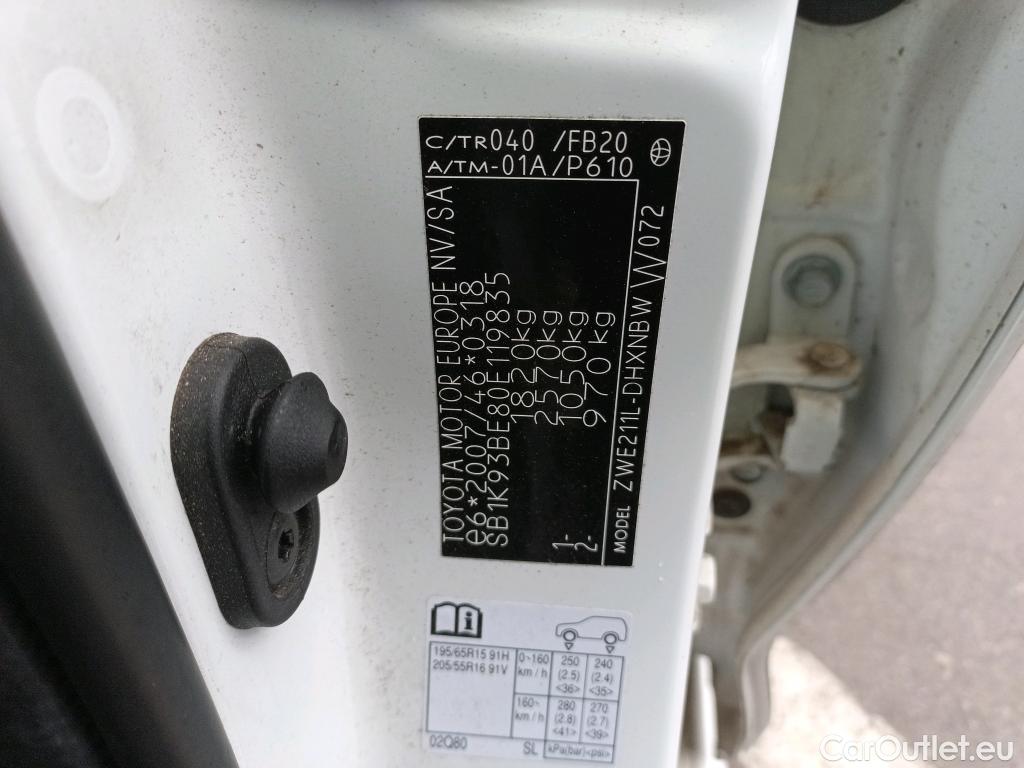 C/TR040 /FB20
A/TM-01A/P610
TOYOTA MOTOR EUROPE NV/SA
e6*2007/46*0318
SB1K93BE80E119835
1820kg
2570kg
1- 1050kg
2- 970kg
MODEL ZWE211L-DHXNBW W072
i
195/65R15 91H
205/55R16 91V
0~160 km/h
250 (2.5) <36>
240 (2.4) <35>
160~ km/h
280 (2.8) <41>
270 (2.7) <39>
02Q80 SL kPa(bar)<psi>
CarOutlet.eu